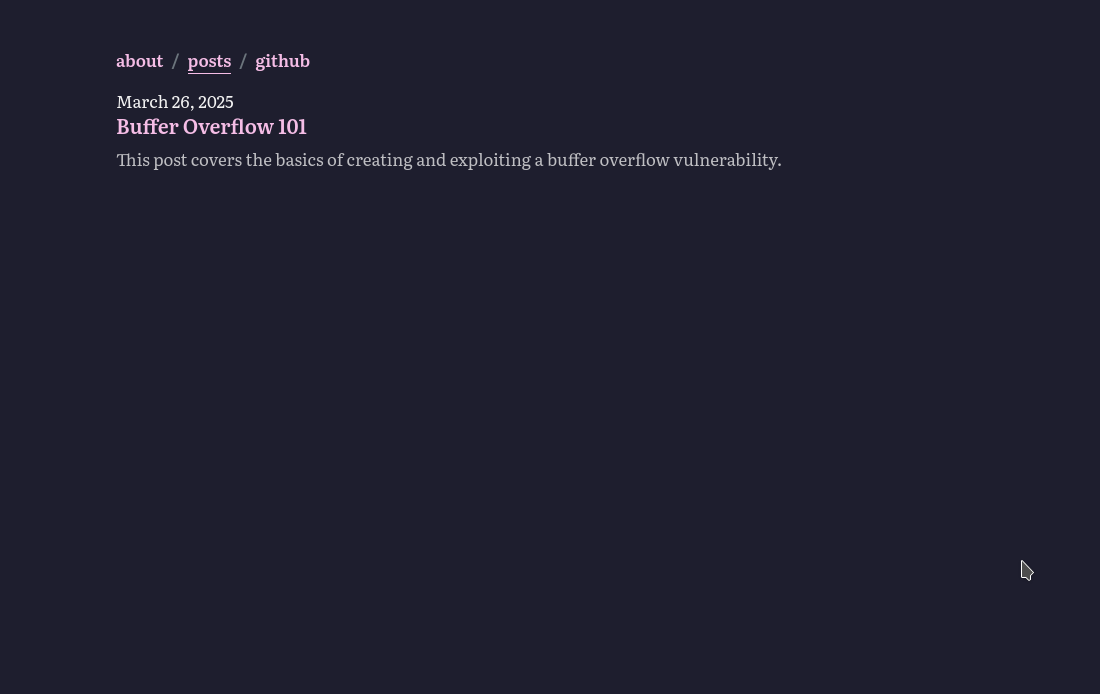 about / posts / github
March 26, 2025
Buffer Overflow 101
This post covers the basics of creating and exploiting a buffer overflow vulnerability.